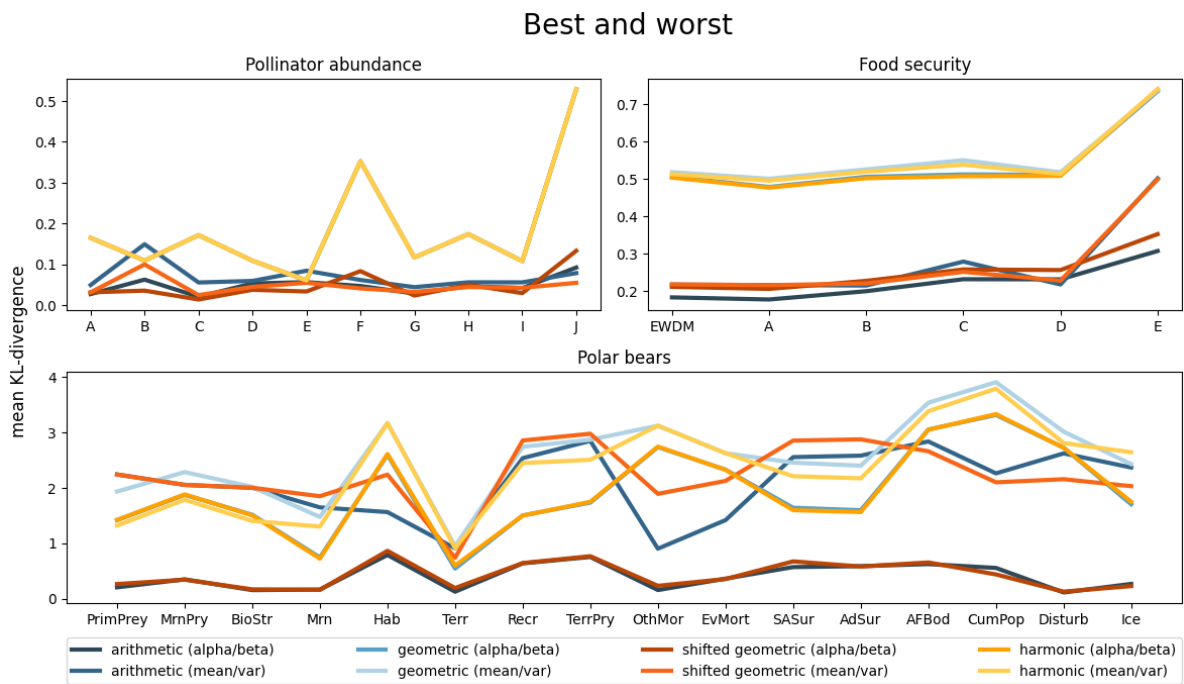 Best and worst
Pollinator abundance
0.5
0.4
0.3
0.2
0.1
0.0
A B C D E F G H I J
Food security
0.7
0.6
0.5
0.4
0.3
0.2
EWDM A B C D E
mean KL-divergence
Polar bears
4
3
2
1
0
PrimPrey MrnPry BioStr Mrn Hab Terr Recr TerrPry OthMor EvMort SASur AdSur AFBod CumPop Disturb Ice
arithmetic (alpha/beta) geometric (alpha/beta) shifted geometric (alpha/beta) harmonic (alpha/beta)
arithmetic (mean/var) geometric (mean/var) shifted geometric (mean/var) harmonic (mean/var)